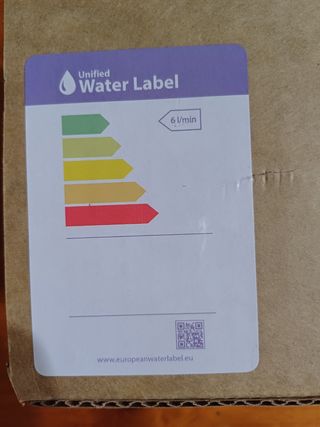 Unified
Water Label
6 l/min
www.europeanwaterlabel.eu